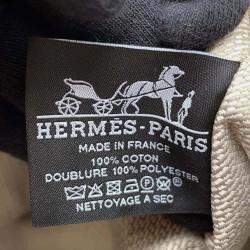 HERMÈS-PARIS
MADE IN FRANCE
100% COTON
DOUBLURE 100% POLYESTER
NETTOYAGE A SEC